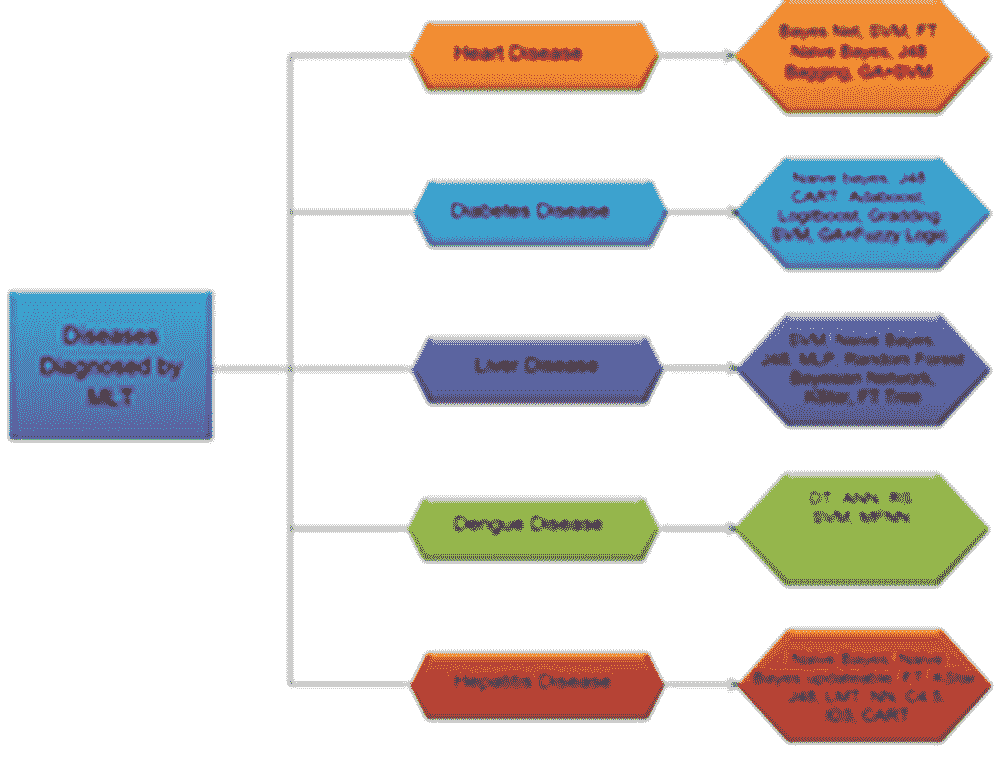 Diseases
Diagnosed by
MLT
Heart Disease
Bayes Net, SVM, FT
Naive Bayes, J48
Bagging, GA+SVM
Diabetes Disease
Naive bayes, J48
CART, Adaboost,
Logitboost, Gradding
SVM, GA+Fuzzy Logic
Liver Disease
SVM, Naive Bayes,
J48, MLP, Random Forest
Bayesian Network,
KStar, FT Tree
Dengue Disease
DT, ANN, RS
SVM, MFNN
Hepatitis Disease
Naive Bayes, Naive
Bayes updateable, FT, KStar
J48, LMT, NN, C4.5,
ID3, CART